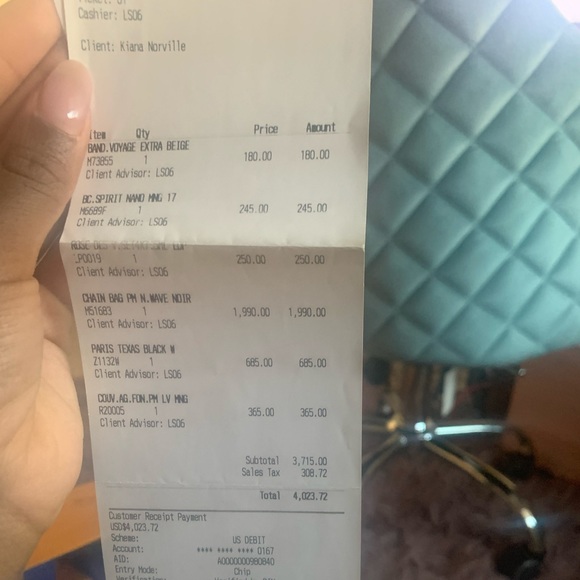 Cashier: LS06
Client: Kiana Norville
Item Qty Price Amount
BAND.VOYAGE EXTRA BEIGE
M73855 1 180.00 180.00
Client Advisor: LS06
BC.SPIRIT NANO MNG 17
M6689F 1 245.00 245.00
Client Advisor: LS06
LP0019 1 250.00 250.00
Client Advisor: LS06
CHAIN BAG PM N.WAVE NOIR
M51683 1 1,990.00 1,990.00
Client Advisor: LS06
PARIS TEXAS BLACK W
Z1132W 1 685.00 685.00
Client Advisor: LS06
COUV.AG.FON.PM LV MNG
R20005 1 365.00 365.00
Client Advisor: LS06
Subtotal 3,715.00
Sales Tax 308.72
Total 4,023.72
Customer Receipt Payment
USD$4,023.72
Scheme: US DEBIT
Account: **** **** **** 0167
AID: A0000000980840
Entry Mode: Chip